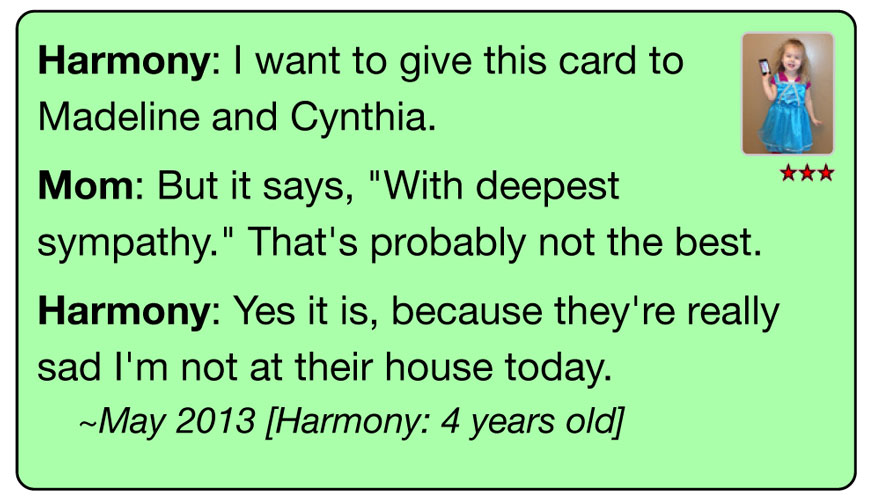 Harmony: I want to give this card to
Madeline and Cynthia.
Mom: But it says, "With deepest
sympathy." That's probably not the best.
Harmony: Yes it is, because they're really
sad I'm not at their house today.
~May 2013 [Harmony: 4 years old]